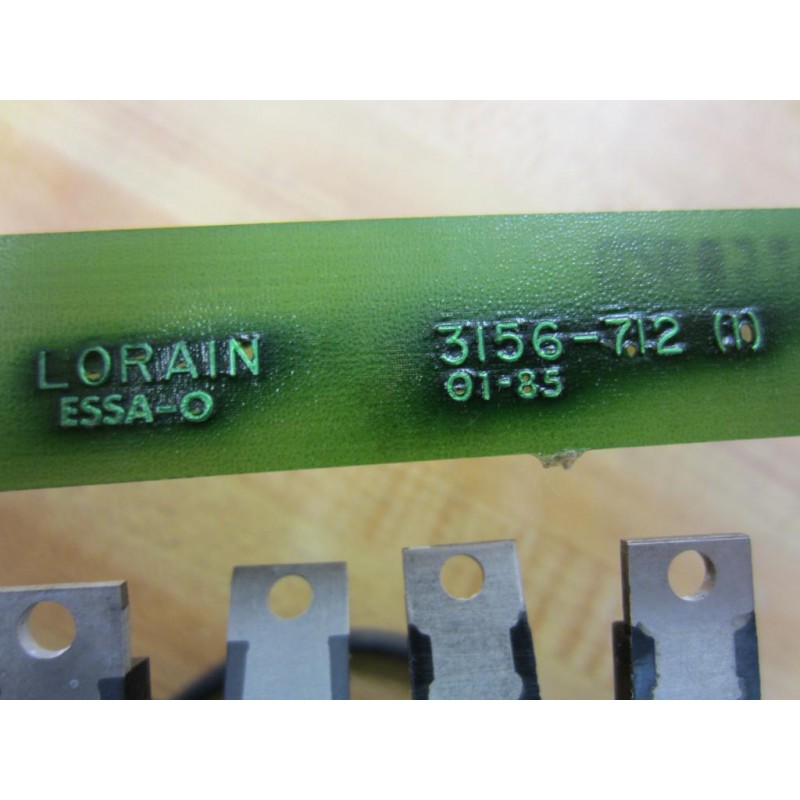 LORAIN
ESSA-O
3156-712 (n)
01-85